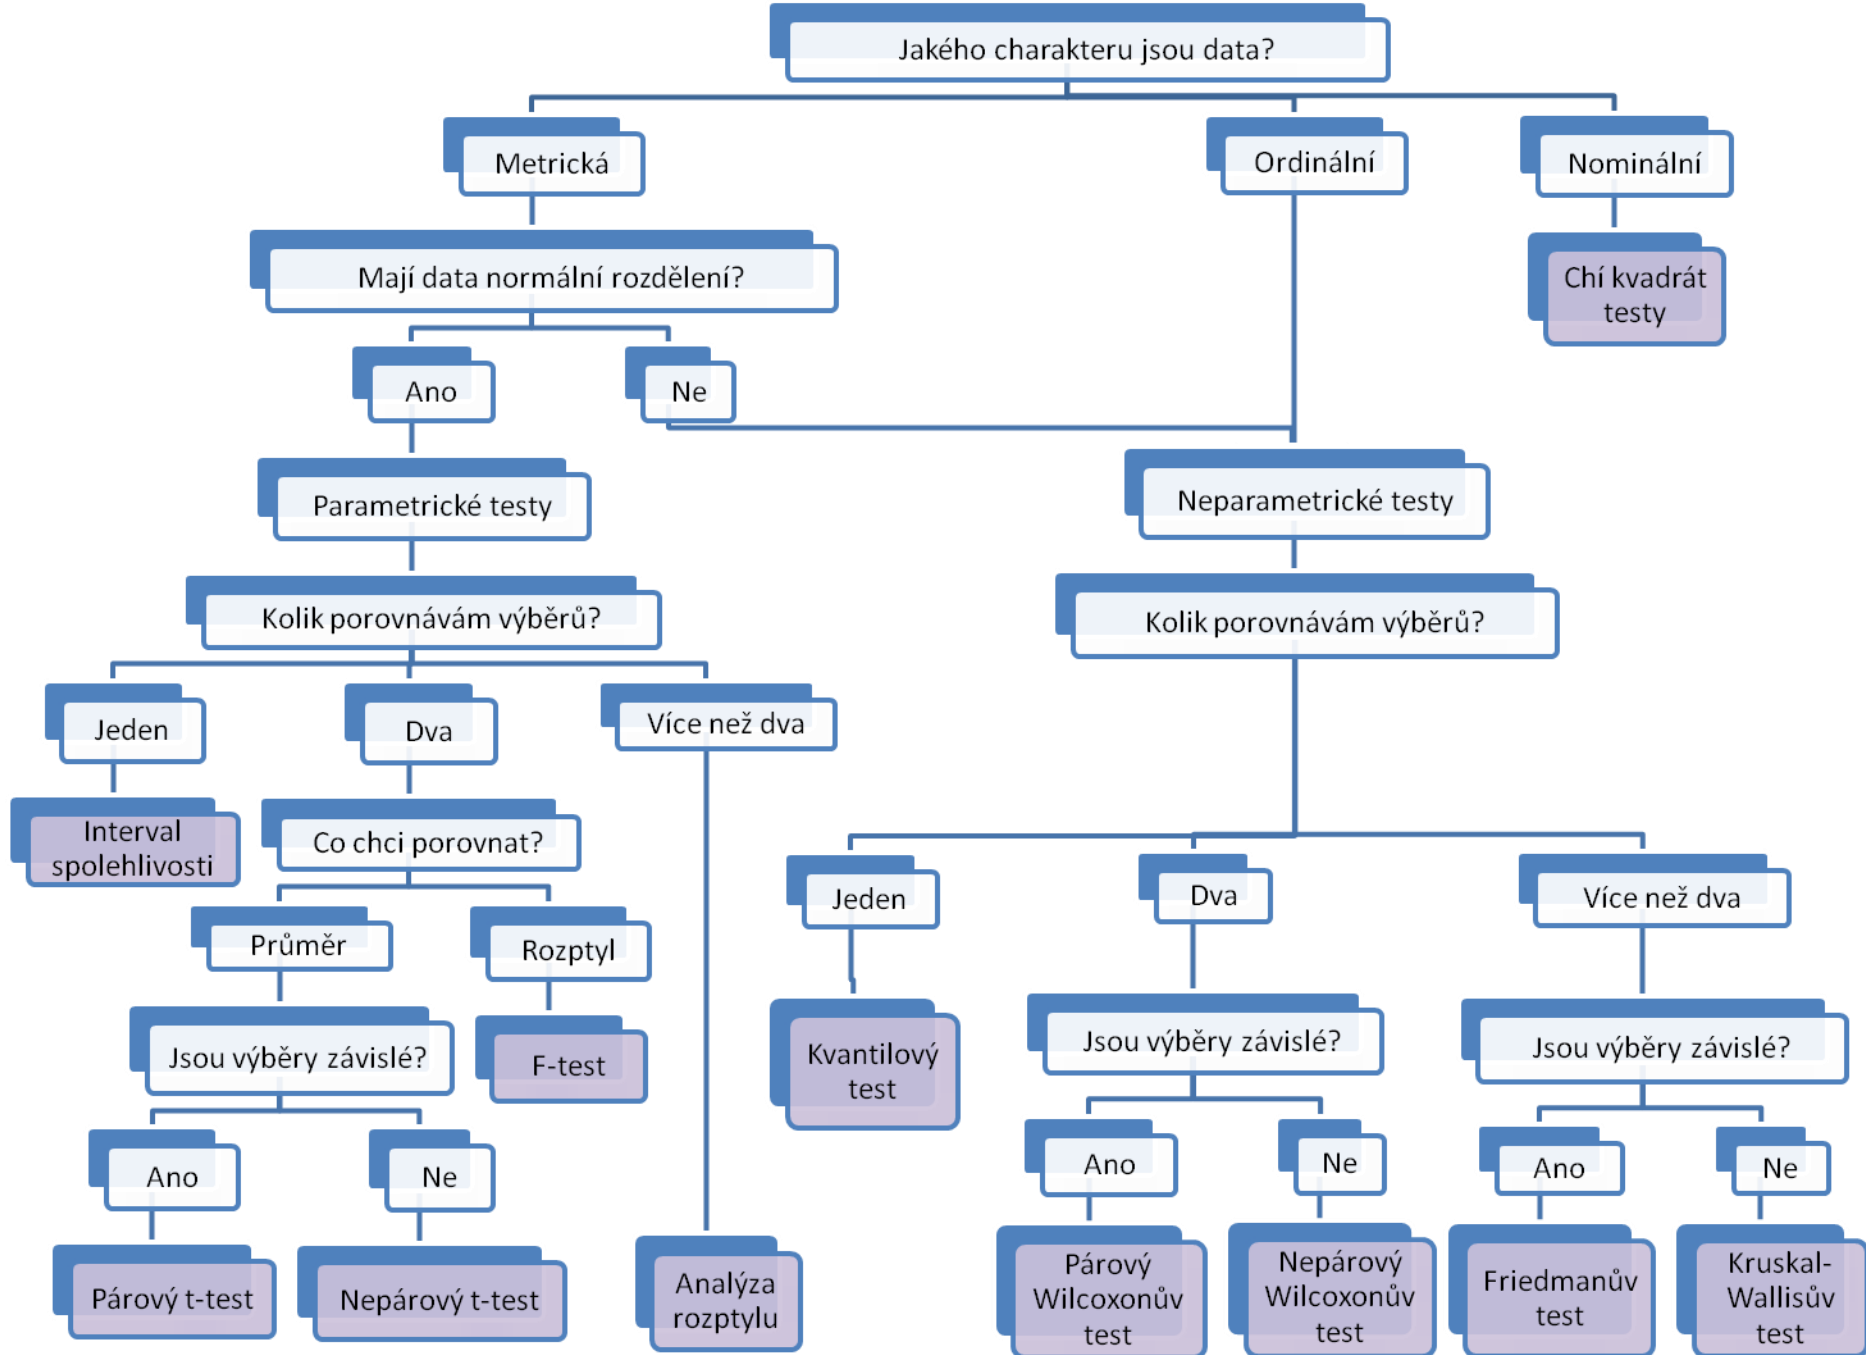 Jakého charakteru jsou data?
Metrická
Ordinální
Nominální
Mají data normální rozdělení?
Chí kvadrát
testy
Ano
Ne
Parametrické testy
Neparametrické testy
Kolik porovnávám výběrů?
Kolik porovnávám výběrů?
Jeden
Dva
Více než dva
Interval
spolehlivosti
Co chci porovnat?
Jeden
Dva
Více než dva
Průměr
Rozptyl
Jsou výběry závislé?
F-test
Kvantilový
test
Jsou výběry závislé?
Jsou výběry závislé?
Ano
Ne
Ano
Ne
Ano
Ne
Párový t-test
Nepárový t-test
Analýza
rozptylu
Párový
Wilcoxonův
test
Nepárový
Wilcoxonův
test
Friedmanův
test
Kruskal-
Wallisův
test